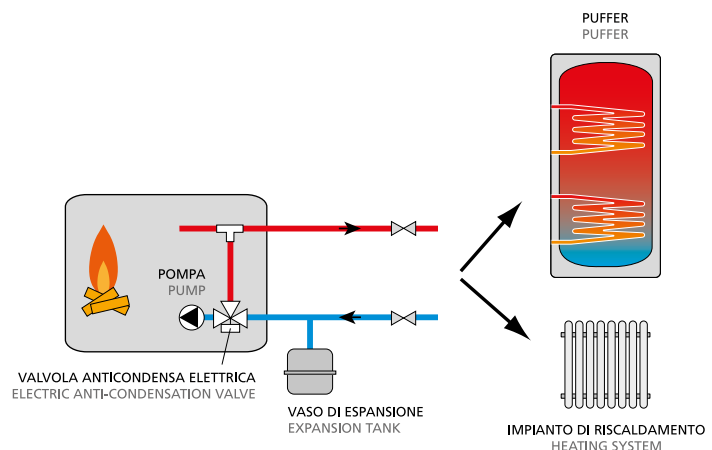 PUFFER
PUFFER
POMPA
PUMP
VALVOLA ANTICONDENSA ELETTRICA
ELECTRIC ANTI-CONDENSATION VALVE
VASO DI ESPANSIONE
EXPANSION TANK
IMPIANTO DI RISCALDAMENTO
HEATING SYSTEM